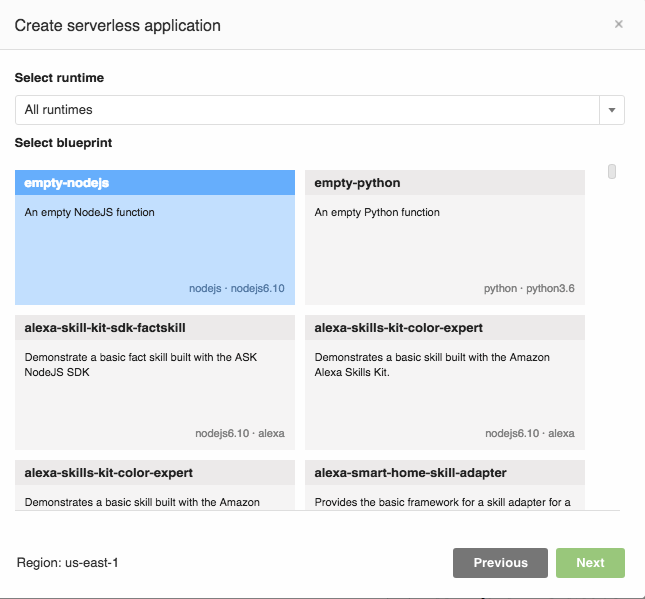 Create serverless application
×
Select runtime
All runtimes
Select blueprint
empty-nodejs
An empty NodeJS function
nodejs · nodejs6.10
empty-python
An empty Python function
python · python3.6
alexa-skill-kit-sdk-factskill
Demonstrate a basic fact skill built with the ASK
NodeJS SDK
nodejs6.10 · alexa
alexa-skills-kit-color-expert
Demonstrates a basic skill built with the Amazon
Alexa Skills Kit.
nodejs6.10 · alexa
alexa-skills-kit-color-expert
Demonstrates a basic skill built with the Amazon
alexa-smart-home-skill-adapter
Provides the basic framework for a skill adapter for a
Region: us-east-1
Previous
Next